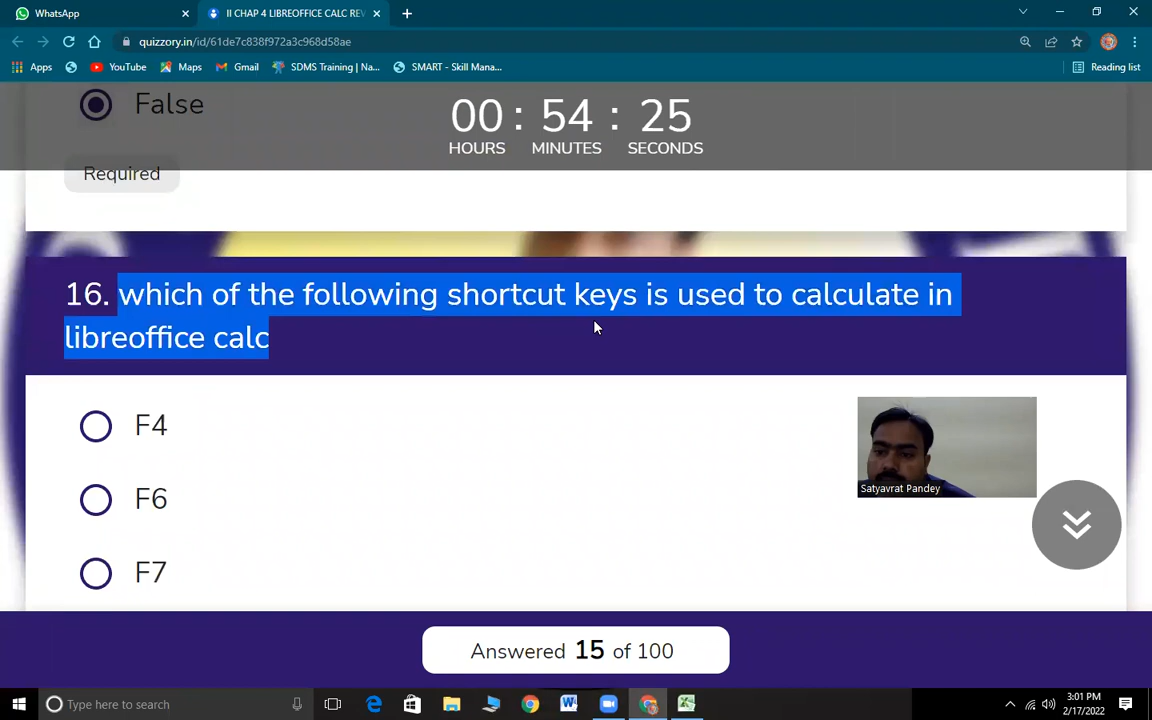 WhatsApp
II CHAP 4 LIBREOFFICE CALC REV
quizzory.in/id/61de7c838f972a3c968d58ae
Apps
YouTube
Maps
Gmail
SDMS Training | Na...
SMART - Skill Mana...
Reading list
False
00 : 54 : 25
HOURS MINUTES SECONDS
Required
16. which of the following shortcut keys is used to calculate in
libreoffice calc
F4
F6
F7
Satyavrat Pandey
Answered 15 of 100
Type here to search
3:01 PM
2/17/2022